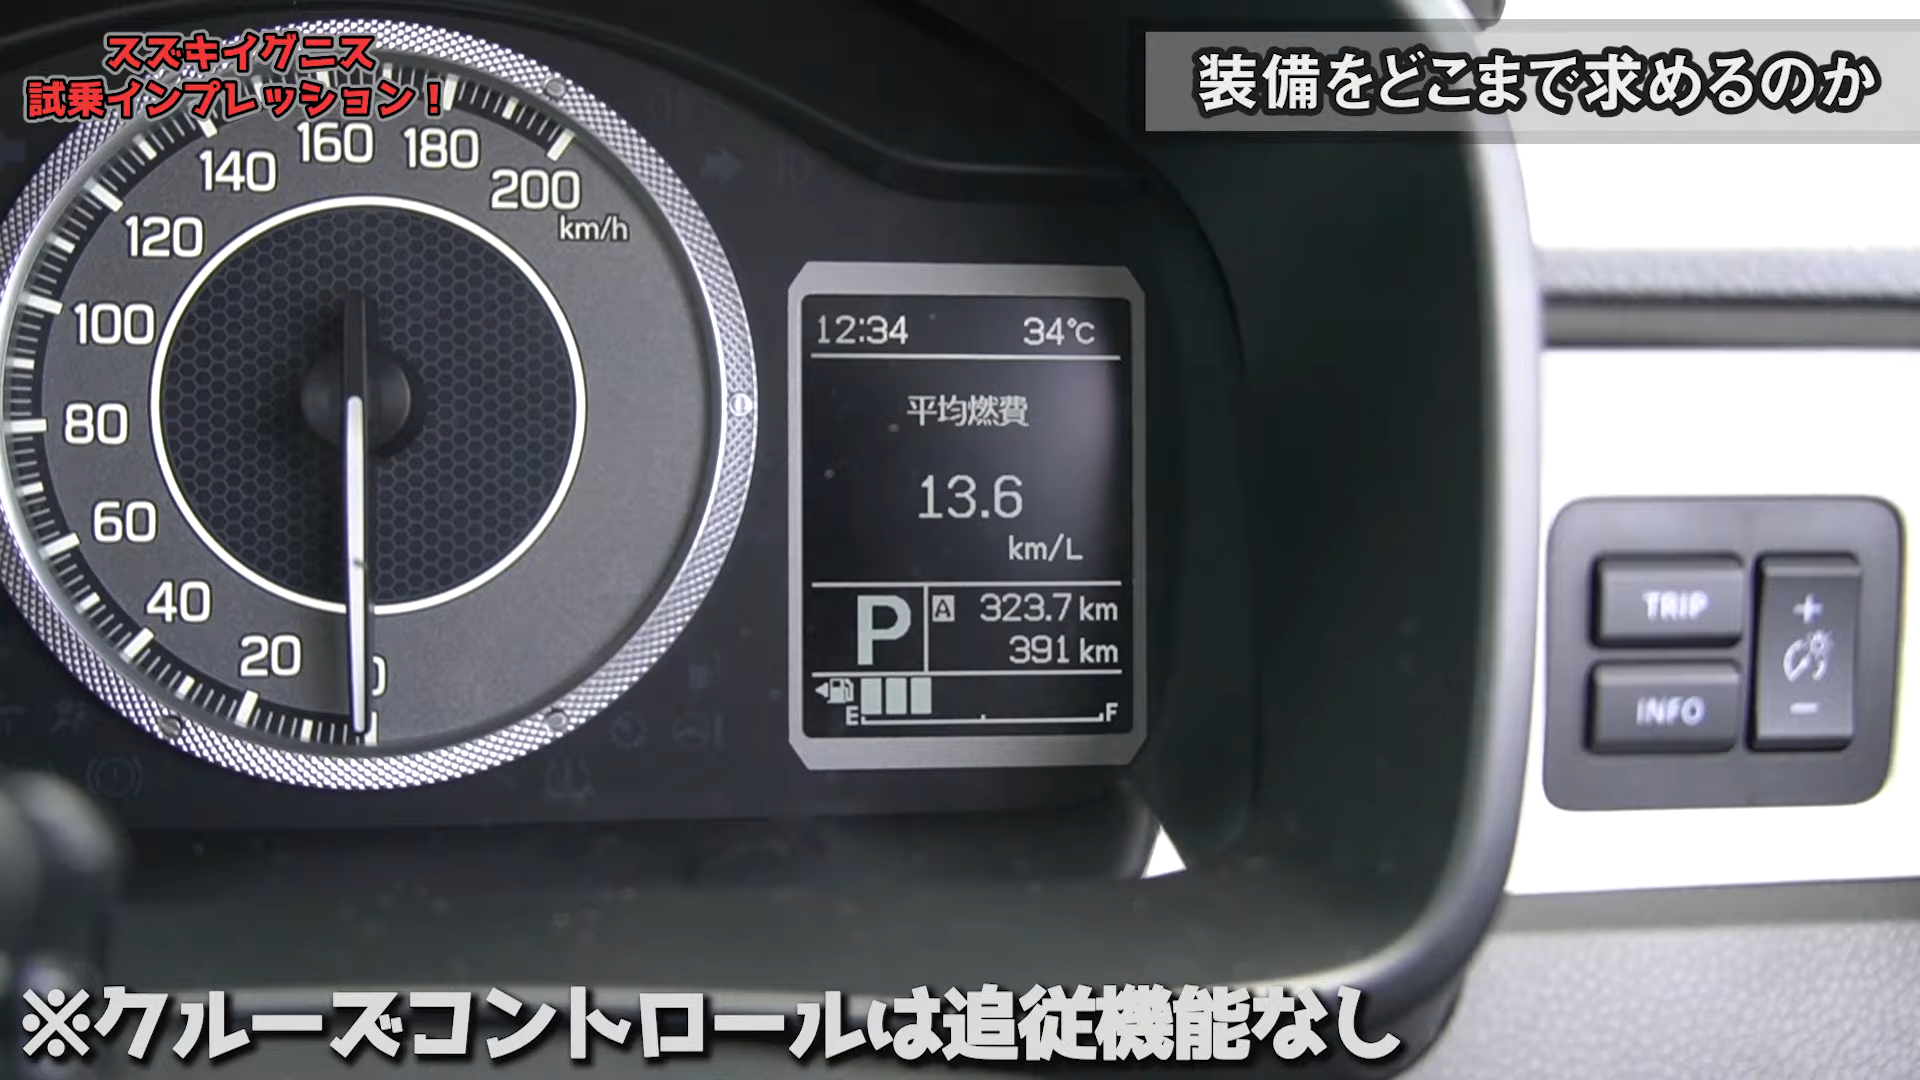 スズキイグニス
試乗インプレッション！
装備をどこまで求めるのか
160
180
140
200
km/h
120
100
80
60
40
20
0
12:34 34℃
平均燃費
13.6
km/L
P A 323.7 km
391 km
E F
TRIP
+
INFO
-
※クルーズコントロールは追従機能なし